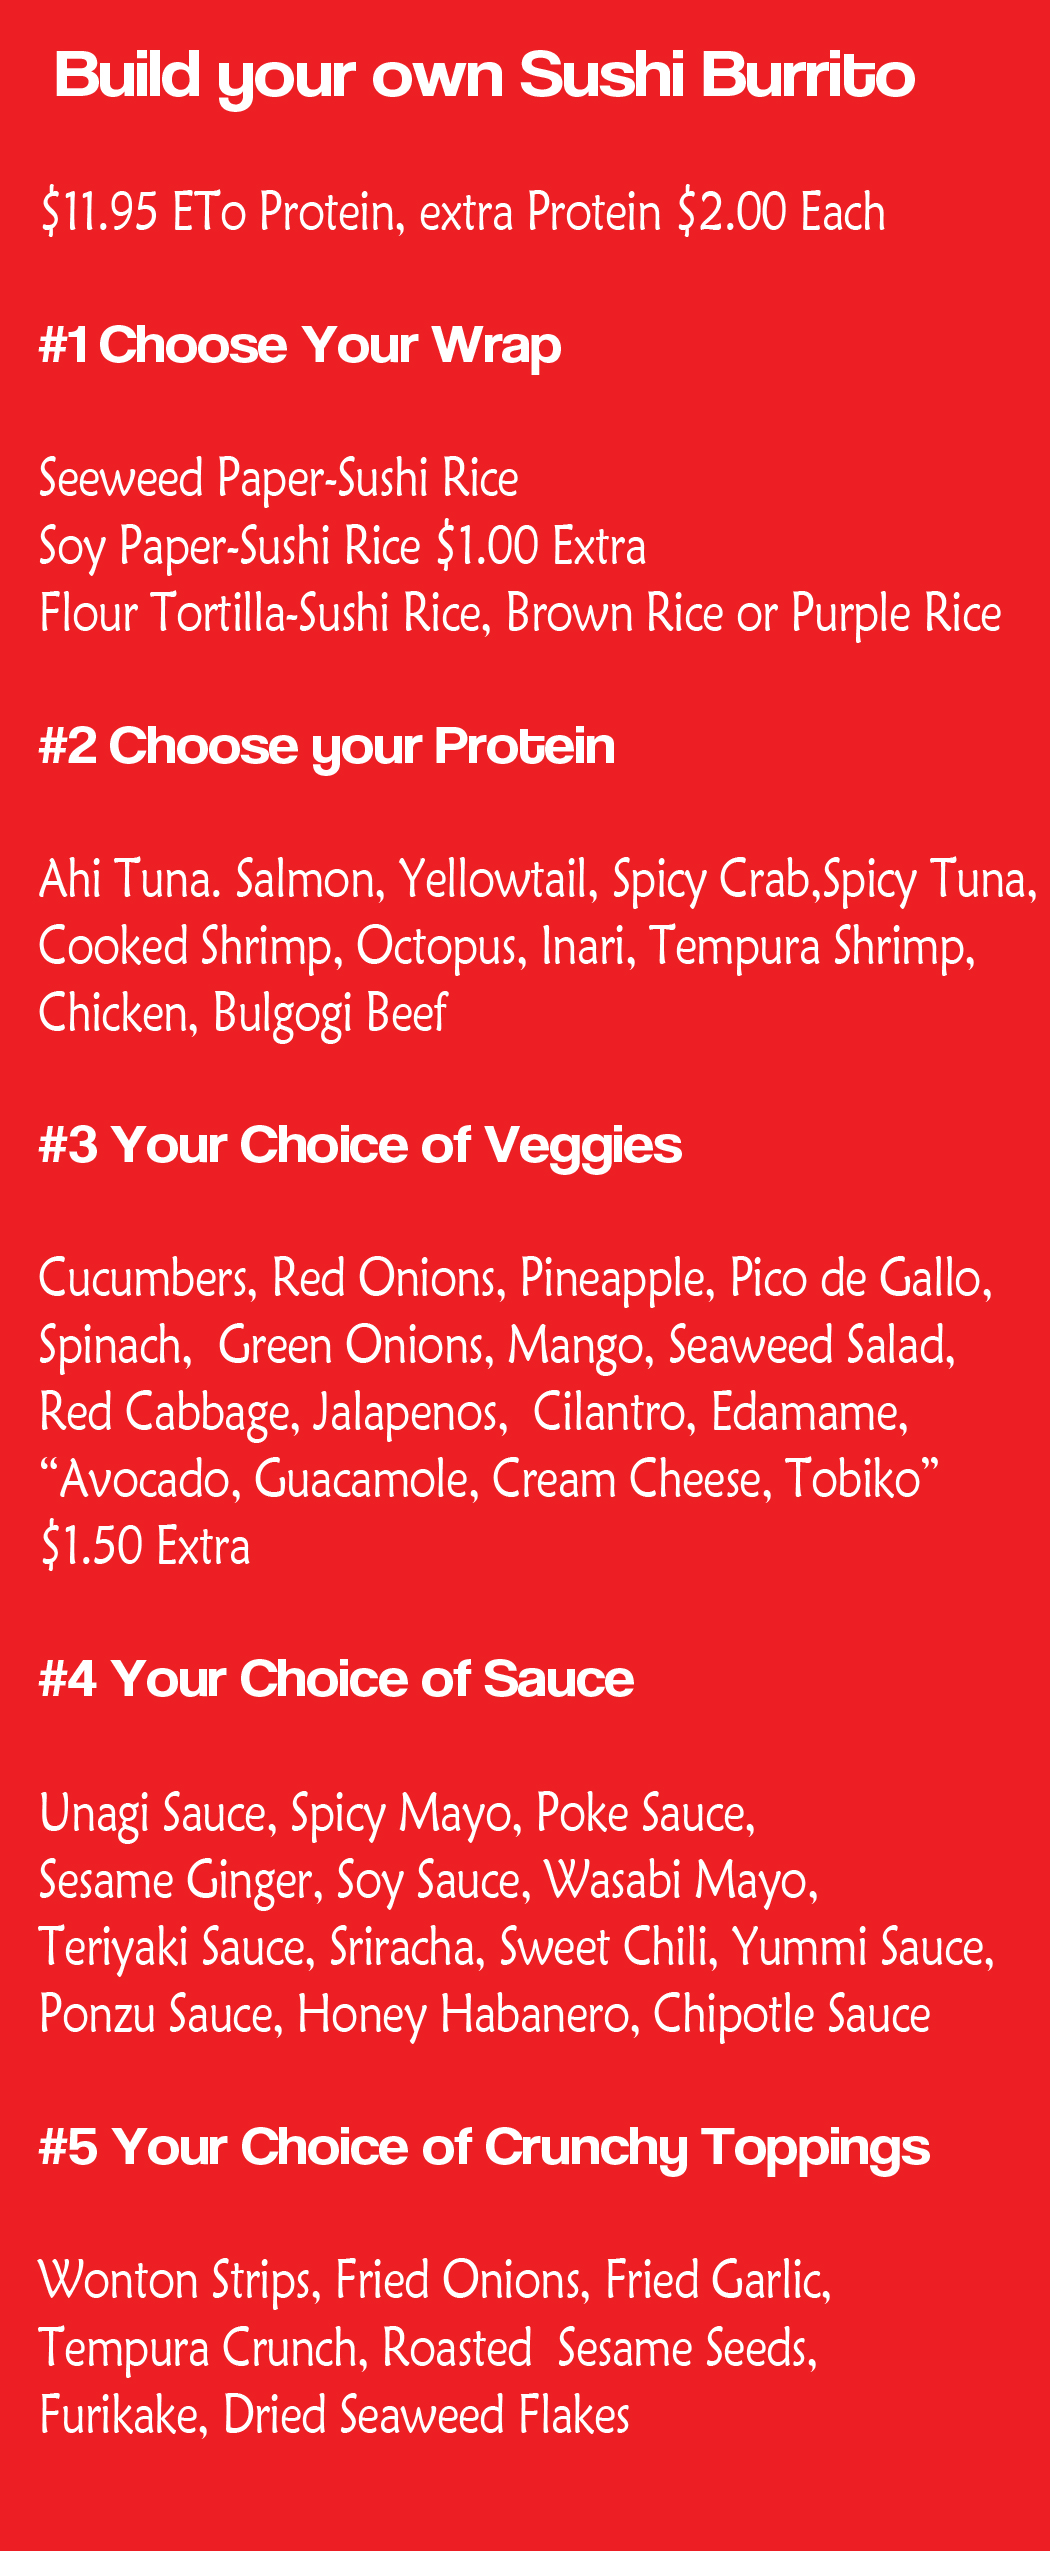 Build your own Sushi Burrito
$11.95 ETo Protein, extra Protein $2.00 Each
#1 Choose Your Wrap
Seeweed Paper-Sushi Rice
Soy Paper-Sushi Rice $1.00 Extra
Flour Tortilla-Sushi Rice, Brown Rice or Purple Rice
#2 Choose your Protein
Ahi Tuna. Salmon, Yellowtail, Spicy Crab,Spicy Tuna,
Cooked Shrimp, Octopus, Inari, Tempura Shrimp,
Chicken, Bulgogi Beef
#3 Your Choice of Veggies
Cucumbers, Red Onions, Pineapple, Pico de Gallo,
Spinach,  Green Onions, Mango, Seaweed Salad,
Red Cabbage, Jalapenos,  Cilantro, Edamame,
“Avocado, Guacamole, Cream Cheese, Tobiko”
$1.50 Extra
#4 Your Choice of Sauce
Unagi Sauce, Spicy Mayo, Poke Sauce,
Sesame Ginger, Soy Sauce, Wasabi Mayo,
Teriyaki Sauce, Sriracha, Sweet Chili, Yummi Sauce,
Ponzu Sauce, Honey Habanero, Chipotle Sauce
#5 Your Choice of Crunchy Toppings
Wonton Strips, Fried Onions, Fried Garlic,
Tempura Crunch, Roasted  Sesame Seeds,
Furikake, Dried Seaweed Flakes